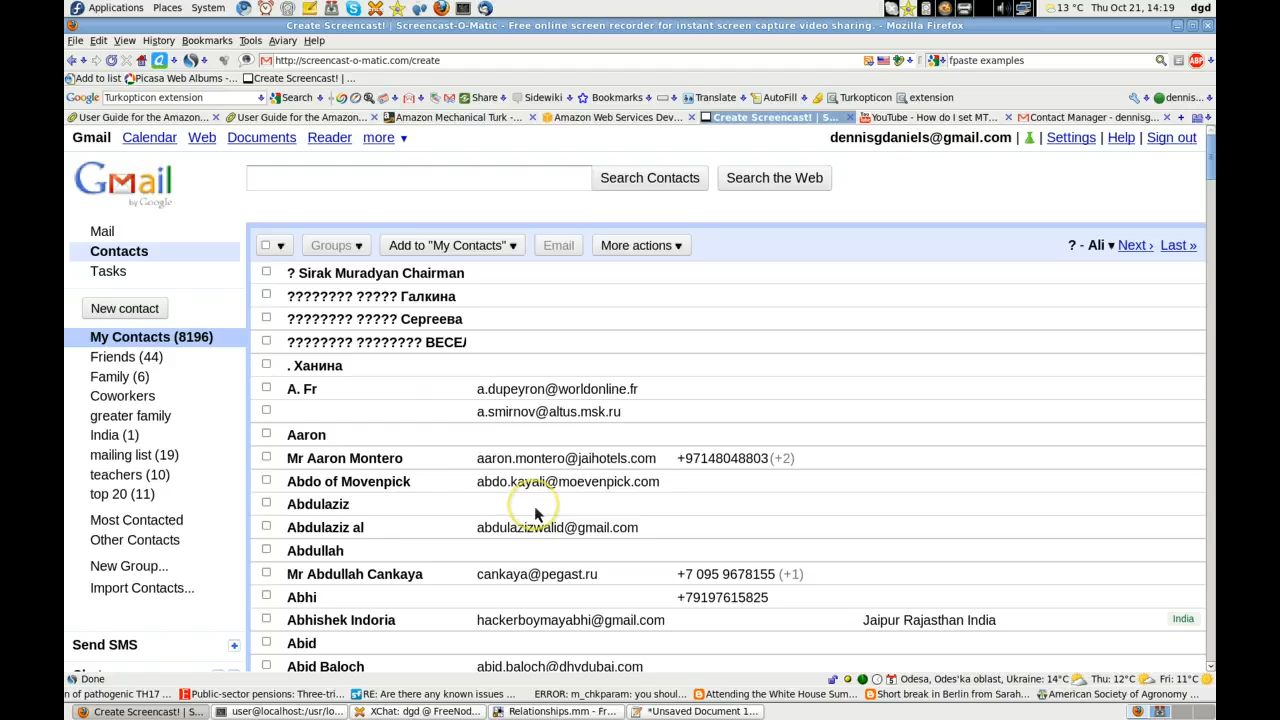 Applications Places System 13 °C Thu Oct 21, 14:19 dgd
Create Screencast! | Screencast-O-Matic - Free online screen recorder for instant screen capture video sharing. - Mozilla Firefox
File Edit View History Bookmarks Tools Aviary Help
http://screencast-o-matic.com/create fpaste examples
Add to list Picasa Web Albums -... Create Screencast! | ...
Google Turkopticon extension Search Share Sidewiki Bookmarks Translate AutoFill Turkopticon extension dennis...
User Guide for the Amazon... User Guide for the Amazon... Amazon Mechanical Turk -... Amazon Web Services Dev... Create Screencast! | S... YouTube - How do I set MT... Contact Manager - dennisg...
Gmail Calendar Web Documents Reader more ▼ dennisgdaniels@gmail.com | Settings | Help | Sign out
Gmail by Google
Search Contacts Search the Web
Mail
Contacts
Tasks
New contact
My Contacts (8196)
Friends (44)
Family (6)
Coworkers
greater family
India (1)
mailing list (19)
teachers (10)
top 20 (11)
Most Contacted
Other Contacts
New Group...
Import Contacts...
Send SMS
Groups ▼ Add to "My Contacts" ▼ Email More actions ▼ ? - Ali ▾ Next › Last »
? Sirak Muradyan Chairman
???????? ????? Галкина
???????? ????? Сергеева
???????? ???????? ВЕСЕЛ
. Ханина
A. Fr a.dupeyron@worldonline.fr
a.smirnov@altus.msk.ru
Aaron
Mr Aaron Montero aaron.montero@jaihotels.com +97148048803 (+2)
Abdo of Movenpick abdo.kayali@moevenpick.com
Abdulaziz
Abdulaziz al abdulazizwalid@gmail.com
Abdullah
Mr Abdullah Cankaya cankaya@pegast.ru +7 095 9678155 (+1)
Abhi +79197615825
Abhishek Indoria hackerboymayabhi@gmail.com Jaipur Rajasthan India India
Abid
Abid Baloch abid.baloch@dhvdubai.com
Done Odesa, Odes'ka oblast, Ukraine: 14°C Thu: 12°C Fri: 11°C
n of pathogenic TH17 ... Public-sector pensions: Three-tri... RE: Are there any known issues ... ERROR: m_chkparam: you shoul... Attending the White House Sum... Short break in Berlin from Sarah... American Society of Agronomy ...
Create Screencast! | S... user@localhost:/usr/lo... XChat: dgd @ FreeNod... Relationships.mm - Fr... *Unsaved Document 1...